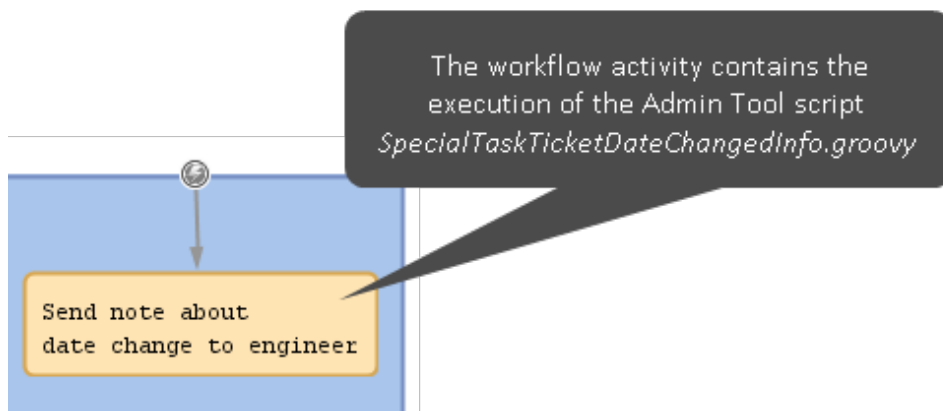 The workflow activity contains the
execution of the Admin Tool script
SpecialTaskTicketDateChangedInfo.groovy
Send note about
date change to engineer